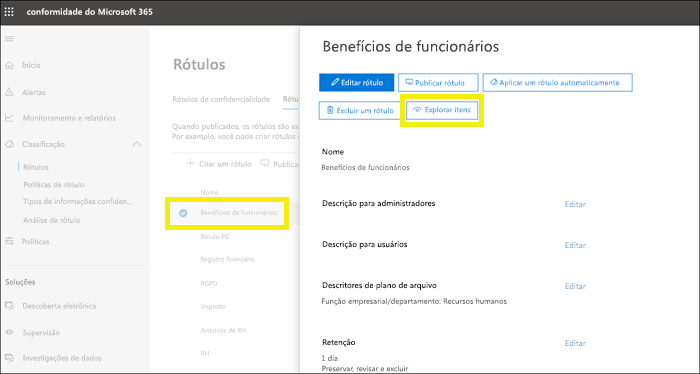 conformidade do Microsoft 365
Início
Alertas
Monitoramento e relatórios
Classificação
Rótulos
Políticas de rótulo
Tipos de informações confiden...
Análise de rótulo
Políticas
Soluções
Descoberta eletrônica
Supervisão
Investigações de dados
Rótulos
Rótulos de confidencialidade Rótu
Quando publicados, os rótulos são es
Por exemplo, você pode criar rótulos
Criar um rótulo Publica
Nome
Benefícios de funcionários
Rótulo PII
Registro financeiro
RGPD
Imposto
Arquivos de RH
RH
Benefícios de funcionários
Editar rótulo Publicar rótulo Aplicar um rótulo automaticamente
Excluir um rótulo Explorar itens
Nome
Benefícios de funcionários
Descrição para administradores Editar
Descrição para usuários Editar
Descritores de plano de arquivo Editar
Função empresarial/departamento: Recursos humanos
Retenção Editar
1 dia
Preservar, revisar e excluir